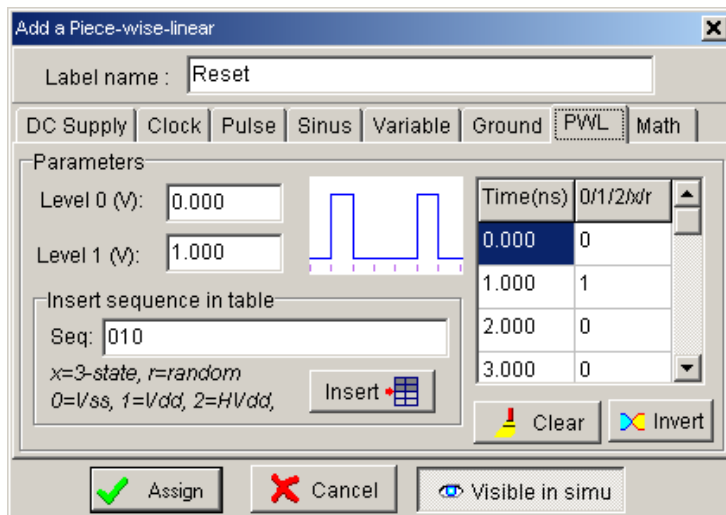 Add a Piece-wise-linear
Label name : Reset
DC Supply Clock Pulse Sinus Variable Ground PWL Math
Parameters
Level 0 (V): 0.000
Level 1 (V): 1.000
Insert sequence in table
Seq: 010
x=3-state, r=random
0=Vss, 1=Vdd, 2=HVdd,
Insert
Time(ns) 0/1/2/x/r
0.000 0
1.000 1
2.000 0
3.000 0
Clear Invert
Assign Cancel Visible in simu